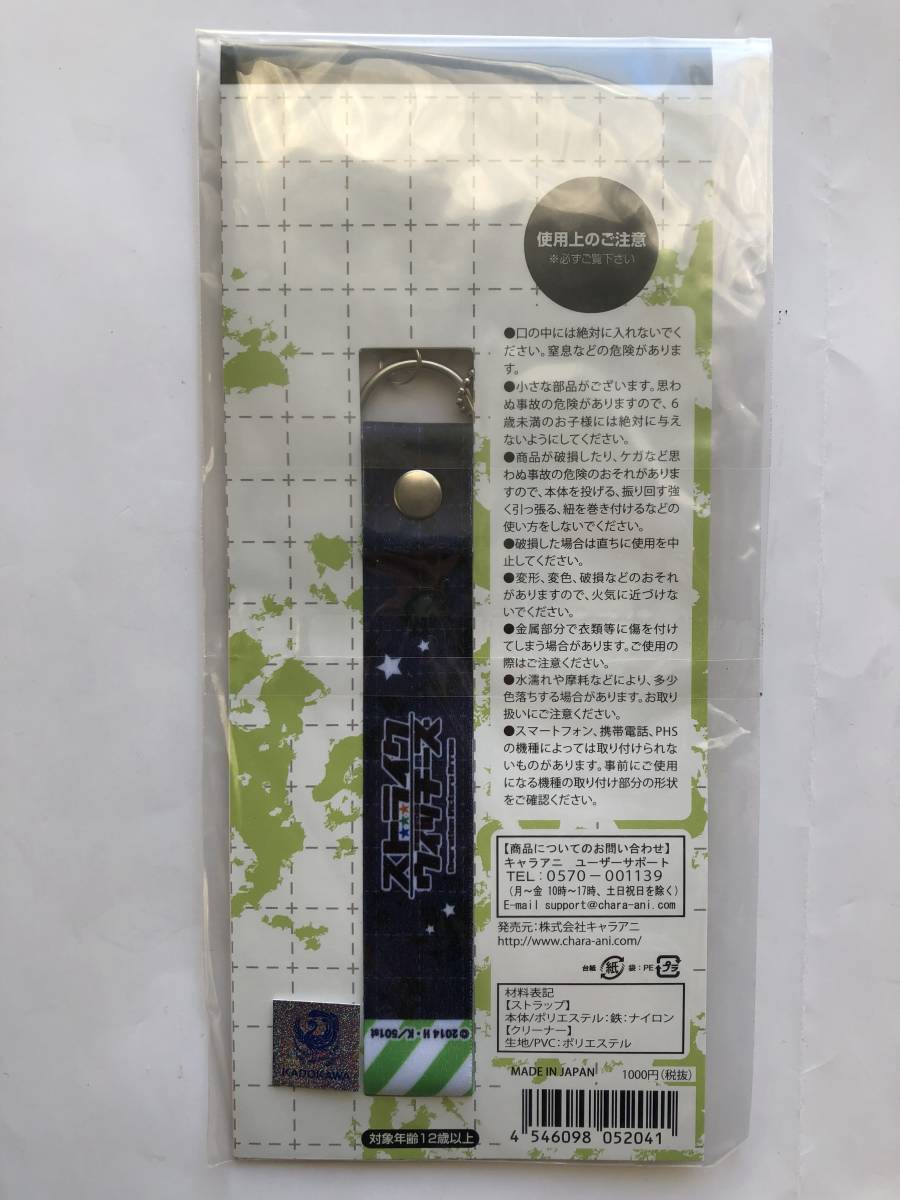 使用上のご注意
※必ずご覧下さい
●口の中には絶対に入れないでく
ださい。窒息などの危険がありま
す。
●小さな部品がございます。思わ
ぬ事故の危険がありますので、6
歳未満のお子様には絶対に与え
ないようにしてください。
●商品が破損したり、ケガなど思
わぬ事故の危険のおそれがありま
すので、本体を投げる、振り回す強
く引っ張る、紐を巻き付けるなどの
使い方をしないでください。
●破損した場合は直ちに使用を中
止してください。
●変形、変色、破損などのおそれ
がありますので、火気に近づけな
いでください。
●金属部分で衣類等に傷を付け
てしまう場合があります。ご使用の
際はご注意ください。
●水濡れや摩耗などにより、多少
色落ちする場合があります。お取り
扱いにご注意ください。
●スマートフォン、携帯電話、PHS
の機種によっては取り付けられな
いものがあります。事前にご使用
になる機種の取り付け部分の形状
をご確認ください。
【商品についてのお問い合わせ】
キャラアニ ユーザーサポート
TEL:0570-001139
(月～金 10時～17時、土日祝日を除く)
E-mail support@chara-ani.com
発売元:株式会社キャラアニ
http://www.chara-ani.com/
台紙 紙 袋:PE プラ
材料表記
【ストラップ】
本体/ポリエステル:鉄:ナイロン
【クリーナー】
生地/PVC:ポリエステル
MADE IN JAPAN 1000円(税抜)
4 546098 052041
ストライク
ウィッチーズ
©2014 H・K/501st
KADOKAWA
対象年齢12歳以上